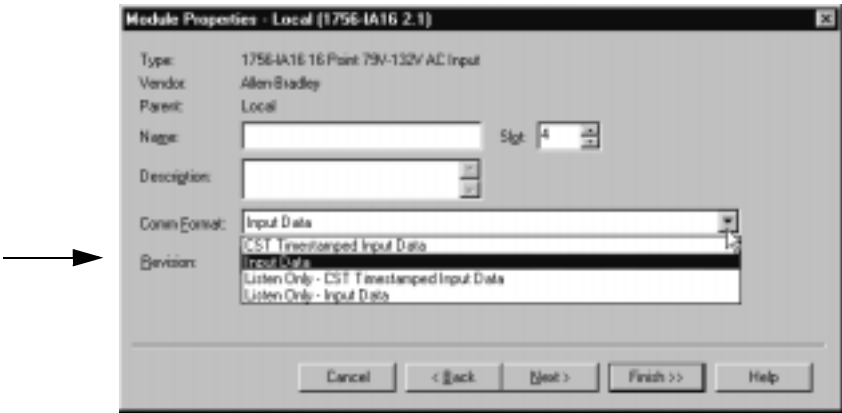 Module Properties - Local (1756-IA16 2.1)
Type: 1756-IA16 16 Point 79V-132V AC Input
Vendor: Allen-Bradley
Parent: Local
Name: Slot: 4
Description:
Comm Format: Input Data
CST Timestamped Input Data
Revision: Input Data
Listen Only - CST Timestamped Input Data
Listen Only - Input Data
Cancel < Back Next > Finish >> Help